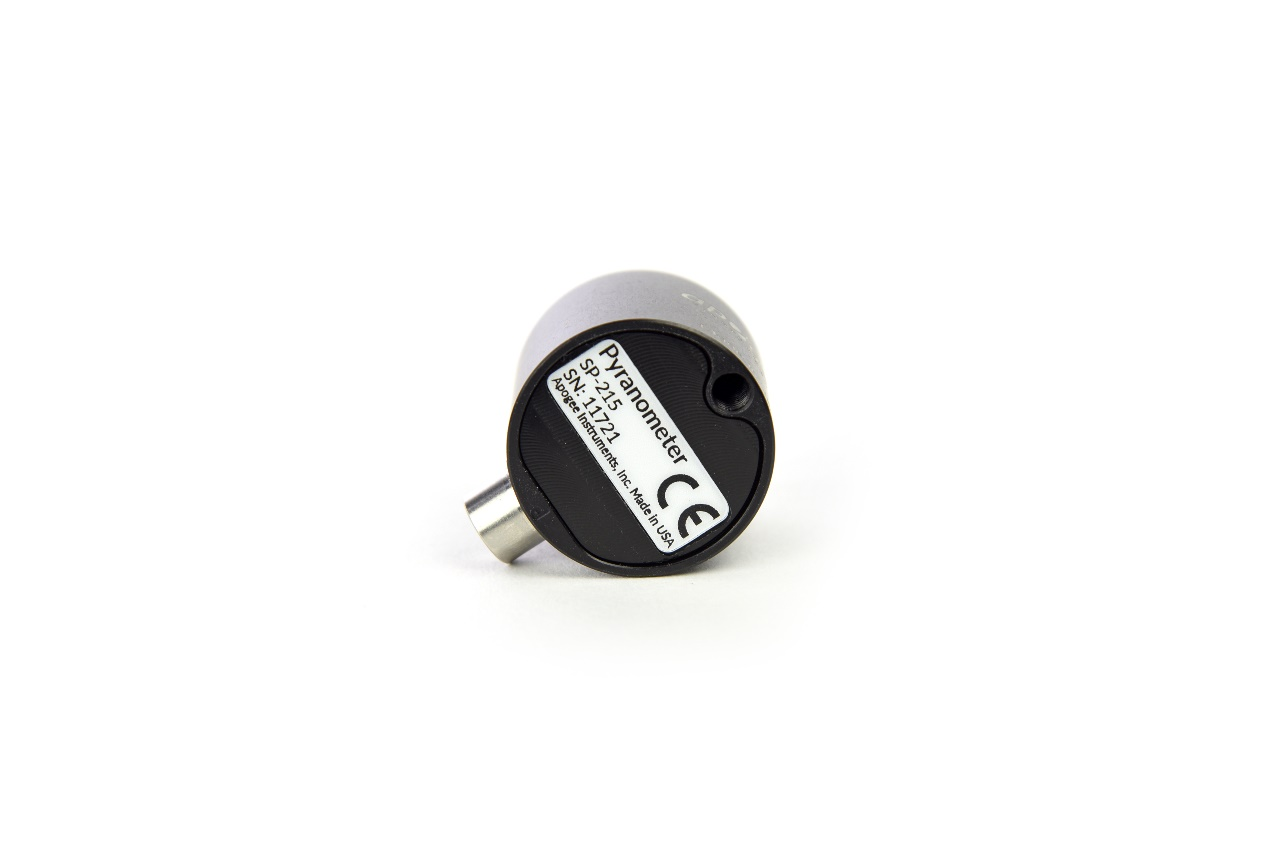 Pyranometer
SP-215
SN: 11721
Apogee Instruments, Inc. Made in USA
CE